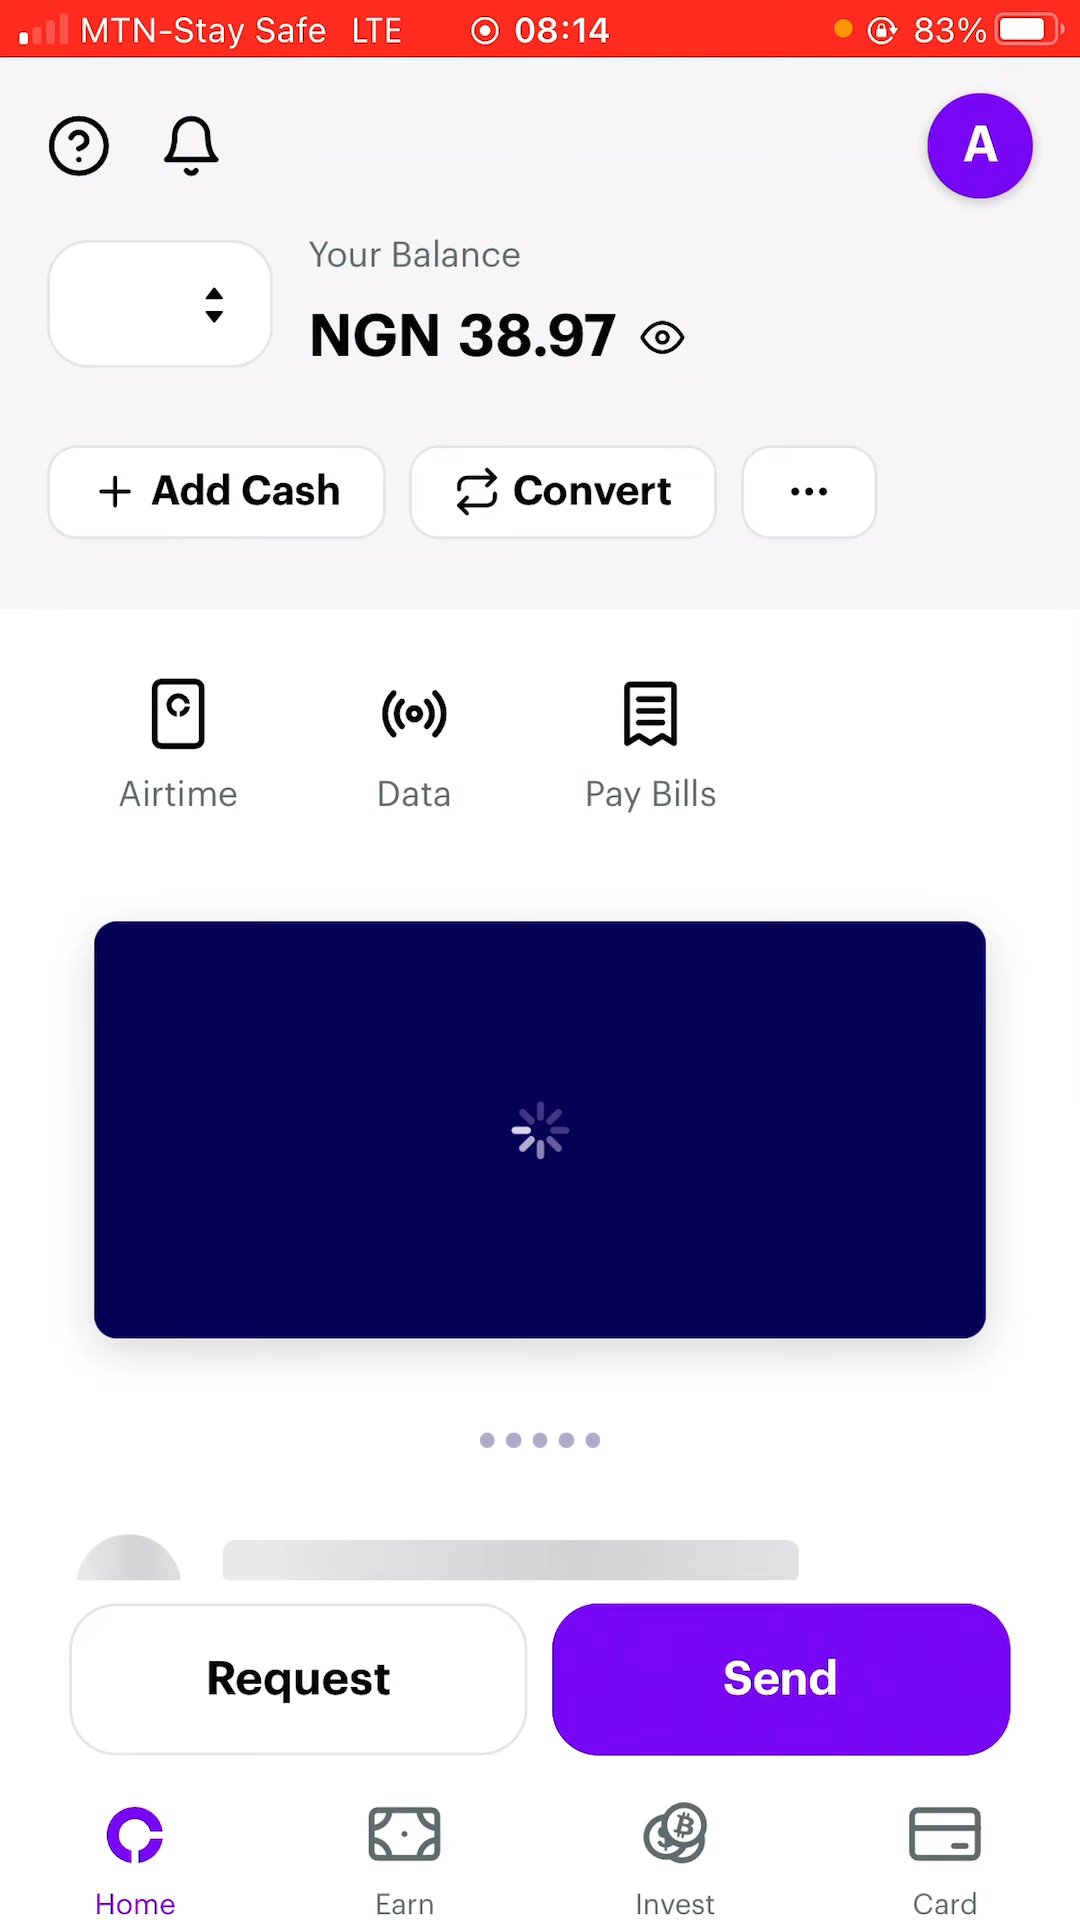 MTN-Stay Safe LTE 08:14 83%
A
Your Balance
NGN 38.97
Add Cash
Convert
Airtime
Data
Pay Bills
Request
Send
Home
Earn
Invest
Card